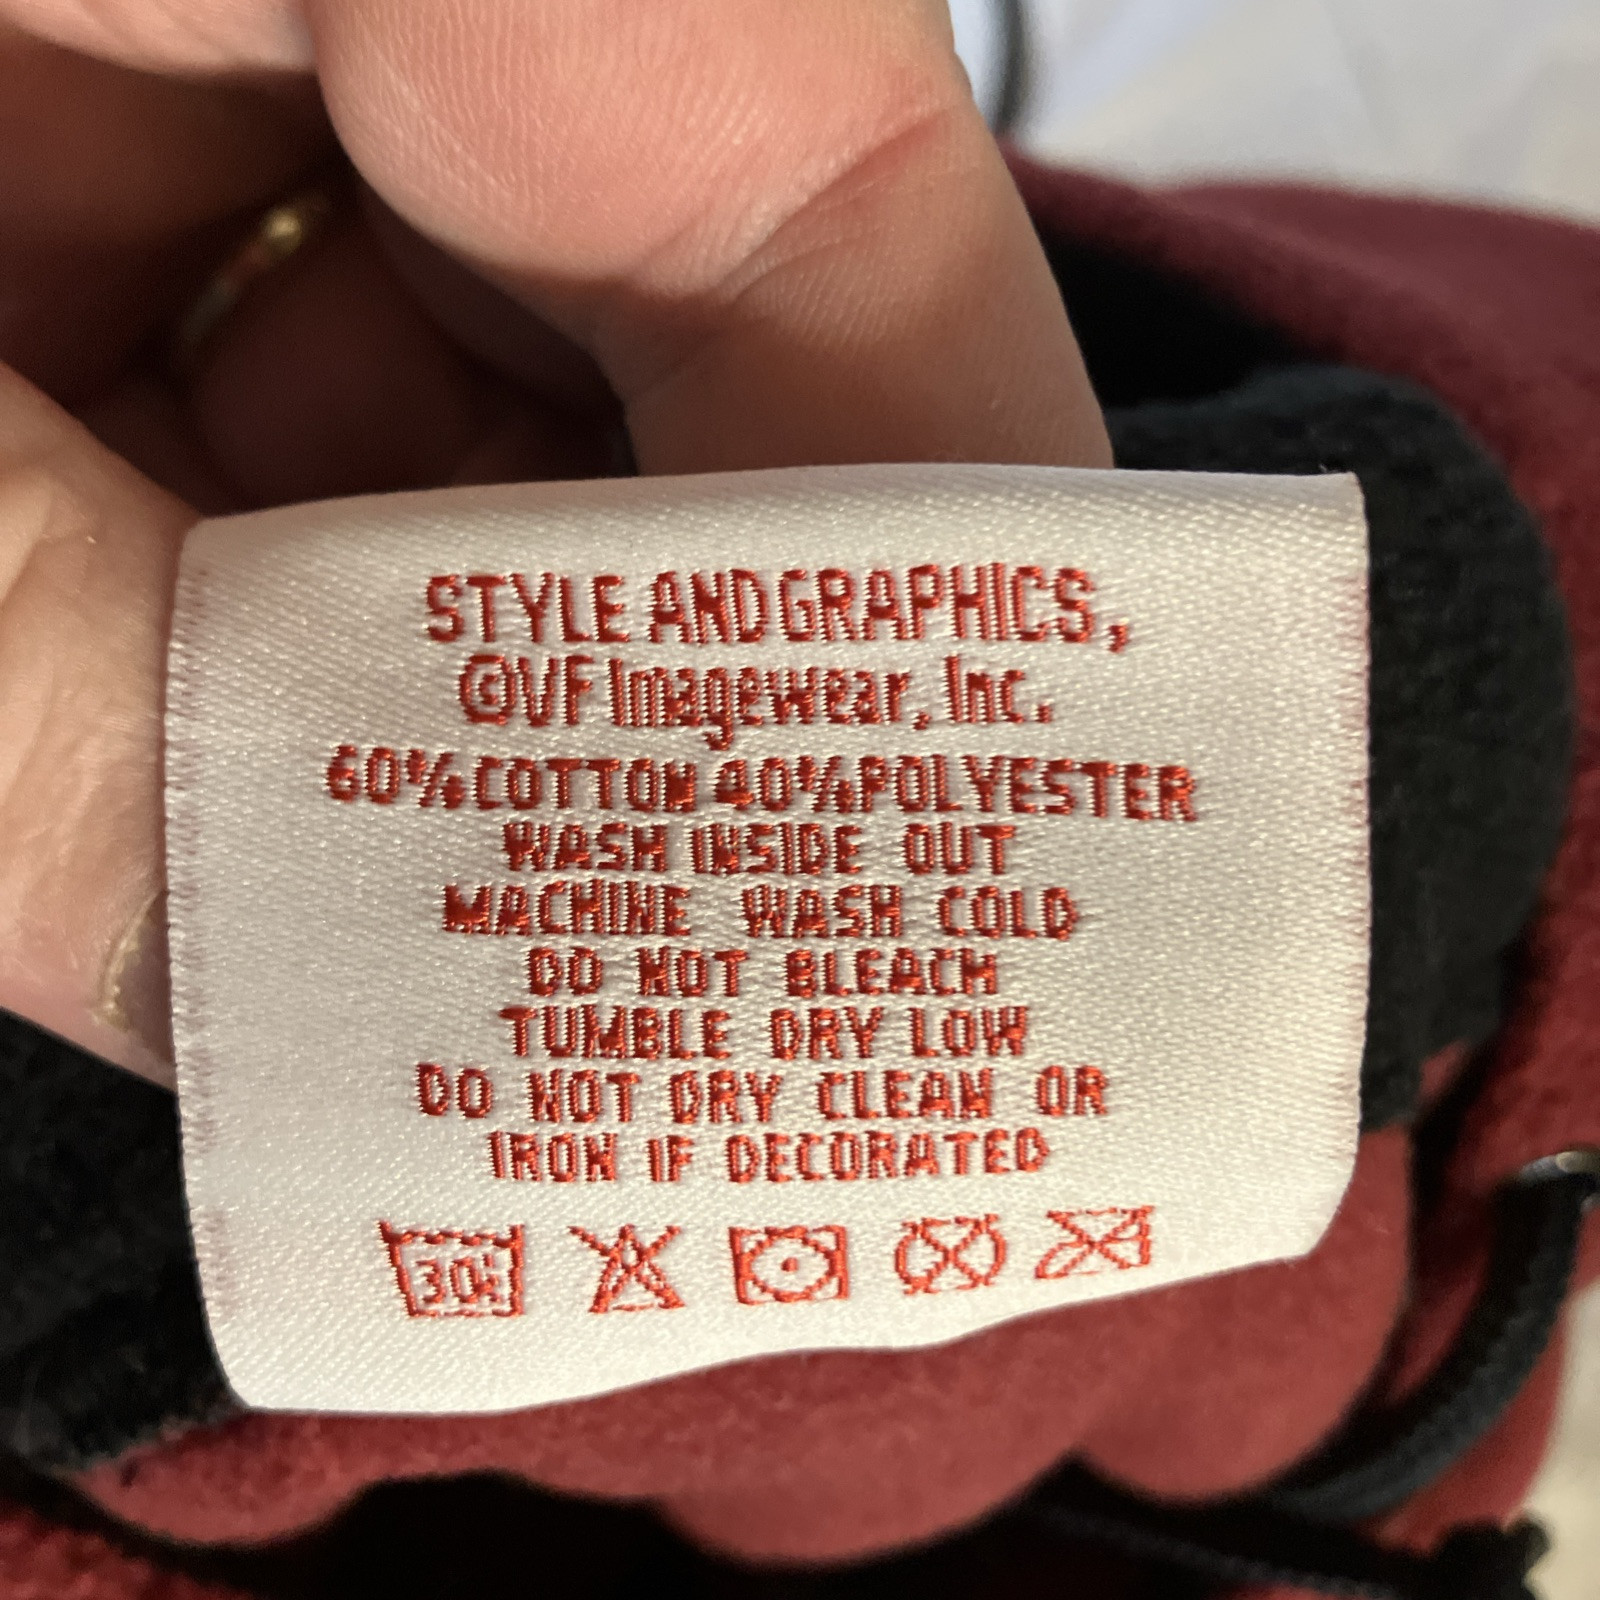 STYLE AND GRAPHICS,
©VF Imagewear, Inc.
60% COTTON 40% POLYESTER
WASH INSIDE OUT
MACHINE WASH COLD
DO NOT BLEACH
TUMBLE DRY LOW
DO NOT DRY CLEAN OR
IRON IF DECORATED
30